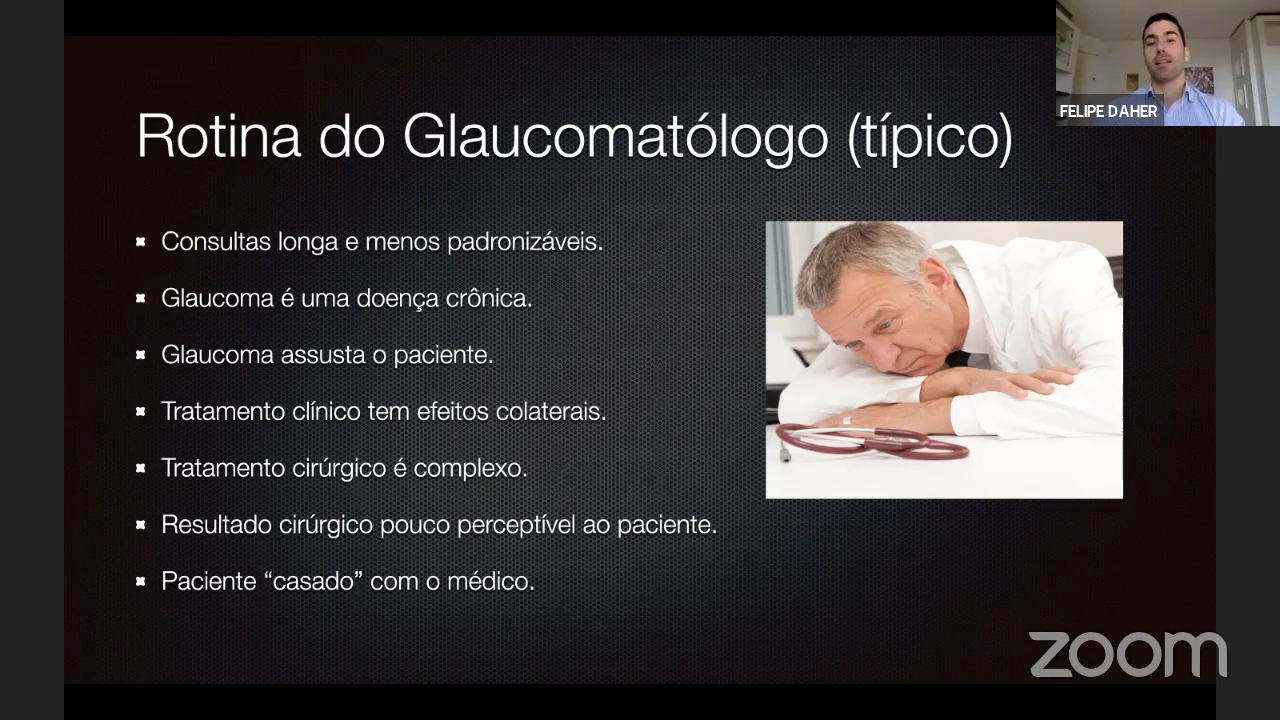 FELIPE DAHER
Rotina do Glaucomatólogo (típico)
Consultas longa e menos padronizáveis.
Glaucoma é uma doença crônica.
Glaucoma assusta o paciente.
Tratamento clínico tem efeitos colaterais.
Tratamento cirúrgico é complexo.
Resultado cirúrgico pouco perceptível ao paciente.
Paciente “casado” com o médico.
zoom